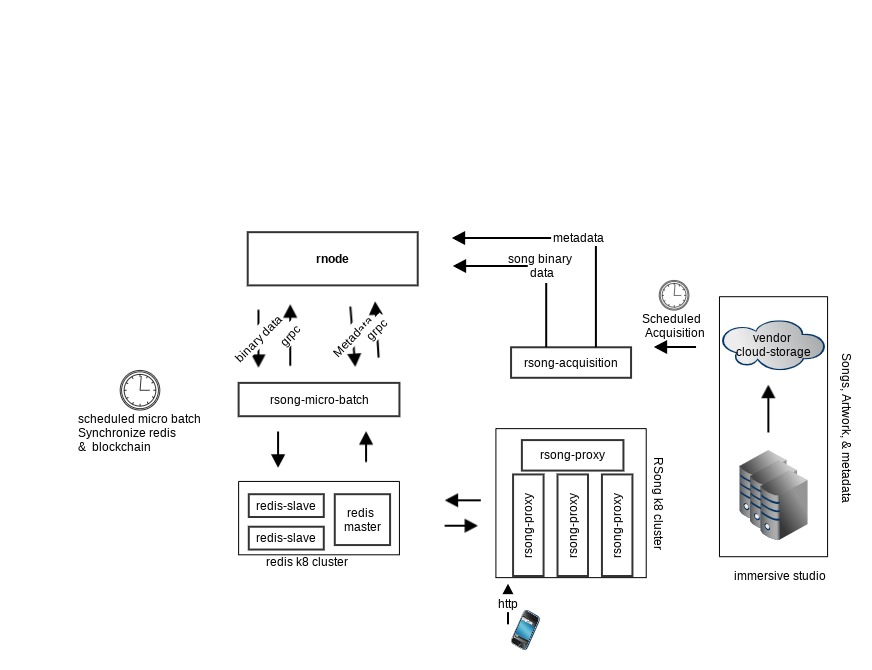 metadata
rnode
song binary
data
Scheduled
Acquisition
binary data
grpc
Metadata
grpc
vendor
cloud-storage
rsong-acquisition
Songs, Artwork, & metadata
rsong-micro-batch
scheduled micro batch
Synchronize redis
& blockchain
rsong-proxy
RSong k8 cluster
redis-slave
redis-slave
redis
master
rsong-proxy
rsong-proxy
rsong-proxy
redis k8 cluster
immersive studio
http